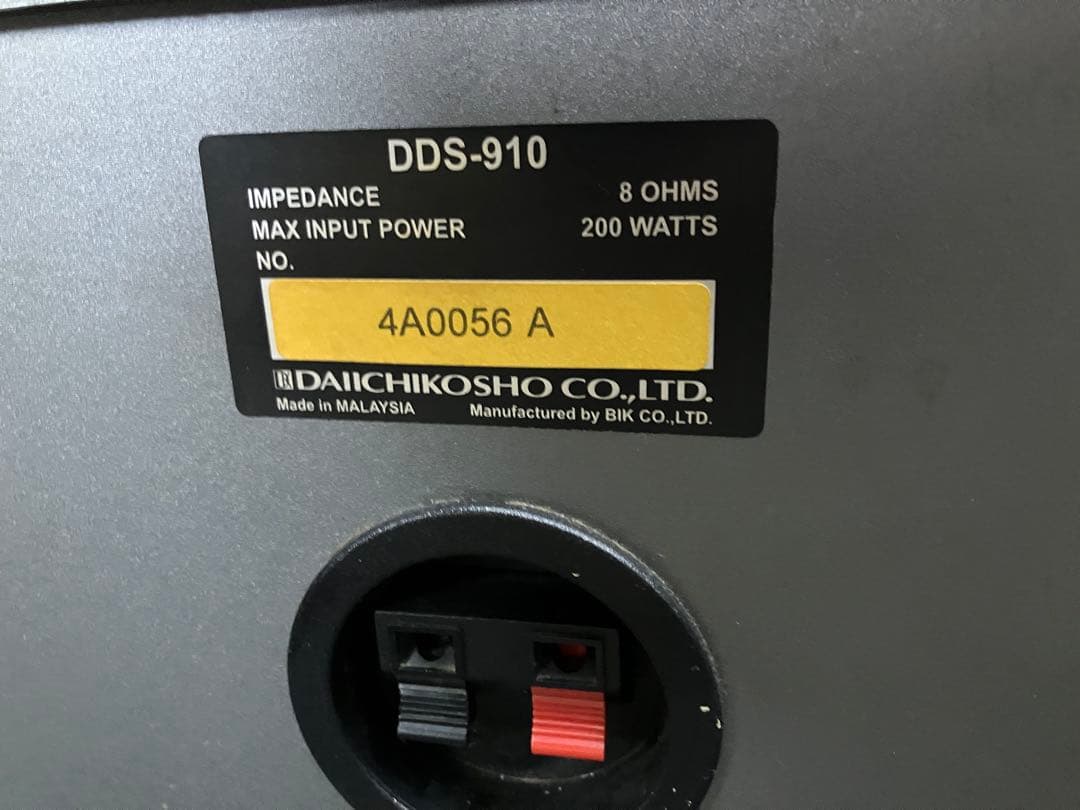 DDS-910
IMPEDANCE 8 OHMS
MAX INPUT POWER 200 WATTS
NO.
4A0056 A
DAIICHIKOSHO CO.,LTD.
Made in MALAYSIA Manufactured by BIK CO.,LTD.